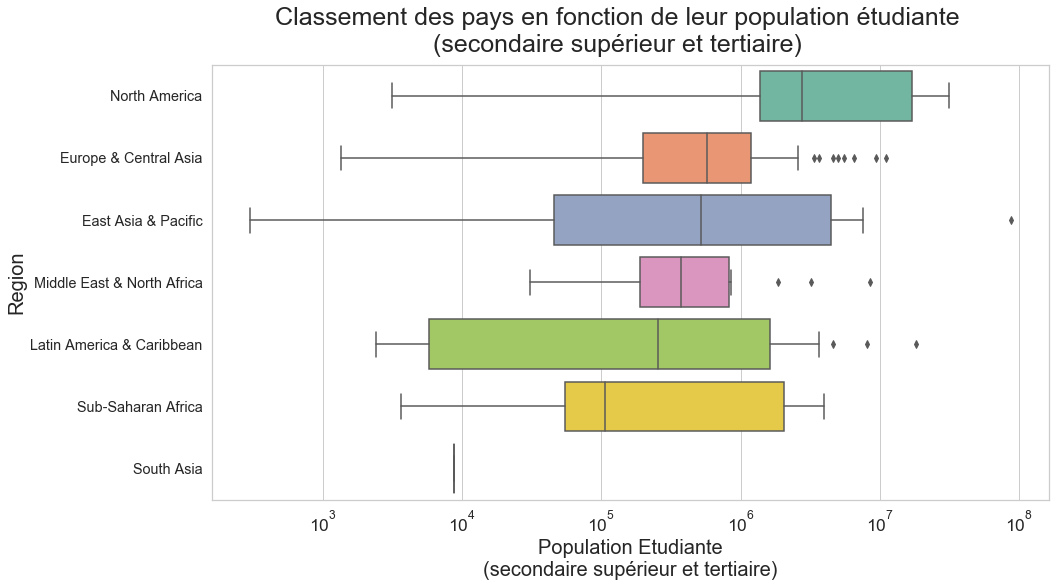 Classement des pays en fonction de leur population étudiante
(secondaire supérieur et tertiaire)
North America
Europe & Central Asia
East Asia & Pacific
Middle East & North Africa
Latin America & Caribbean
Sub-Saharan Africa
South Asia
Region
10³ 10⁴ 10⁵ 10⁶ 10⁷ 10⁸
Population Etudiante
(secondaire supérieur et tertiaire)